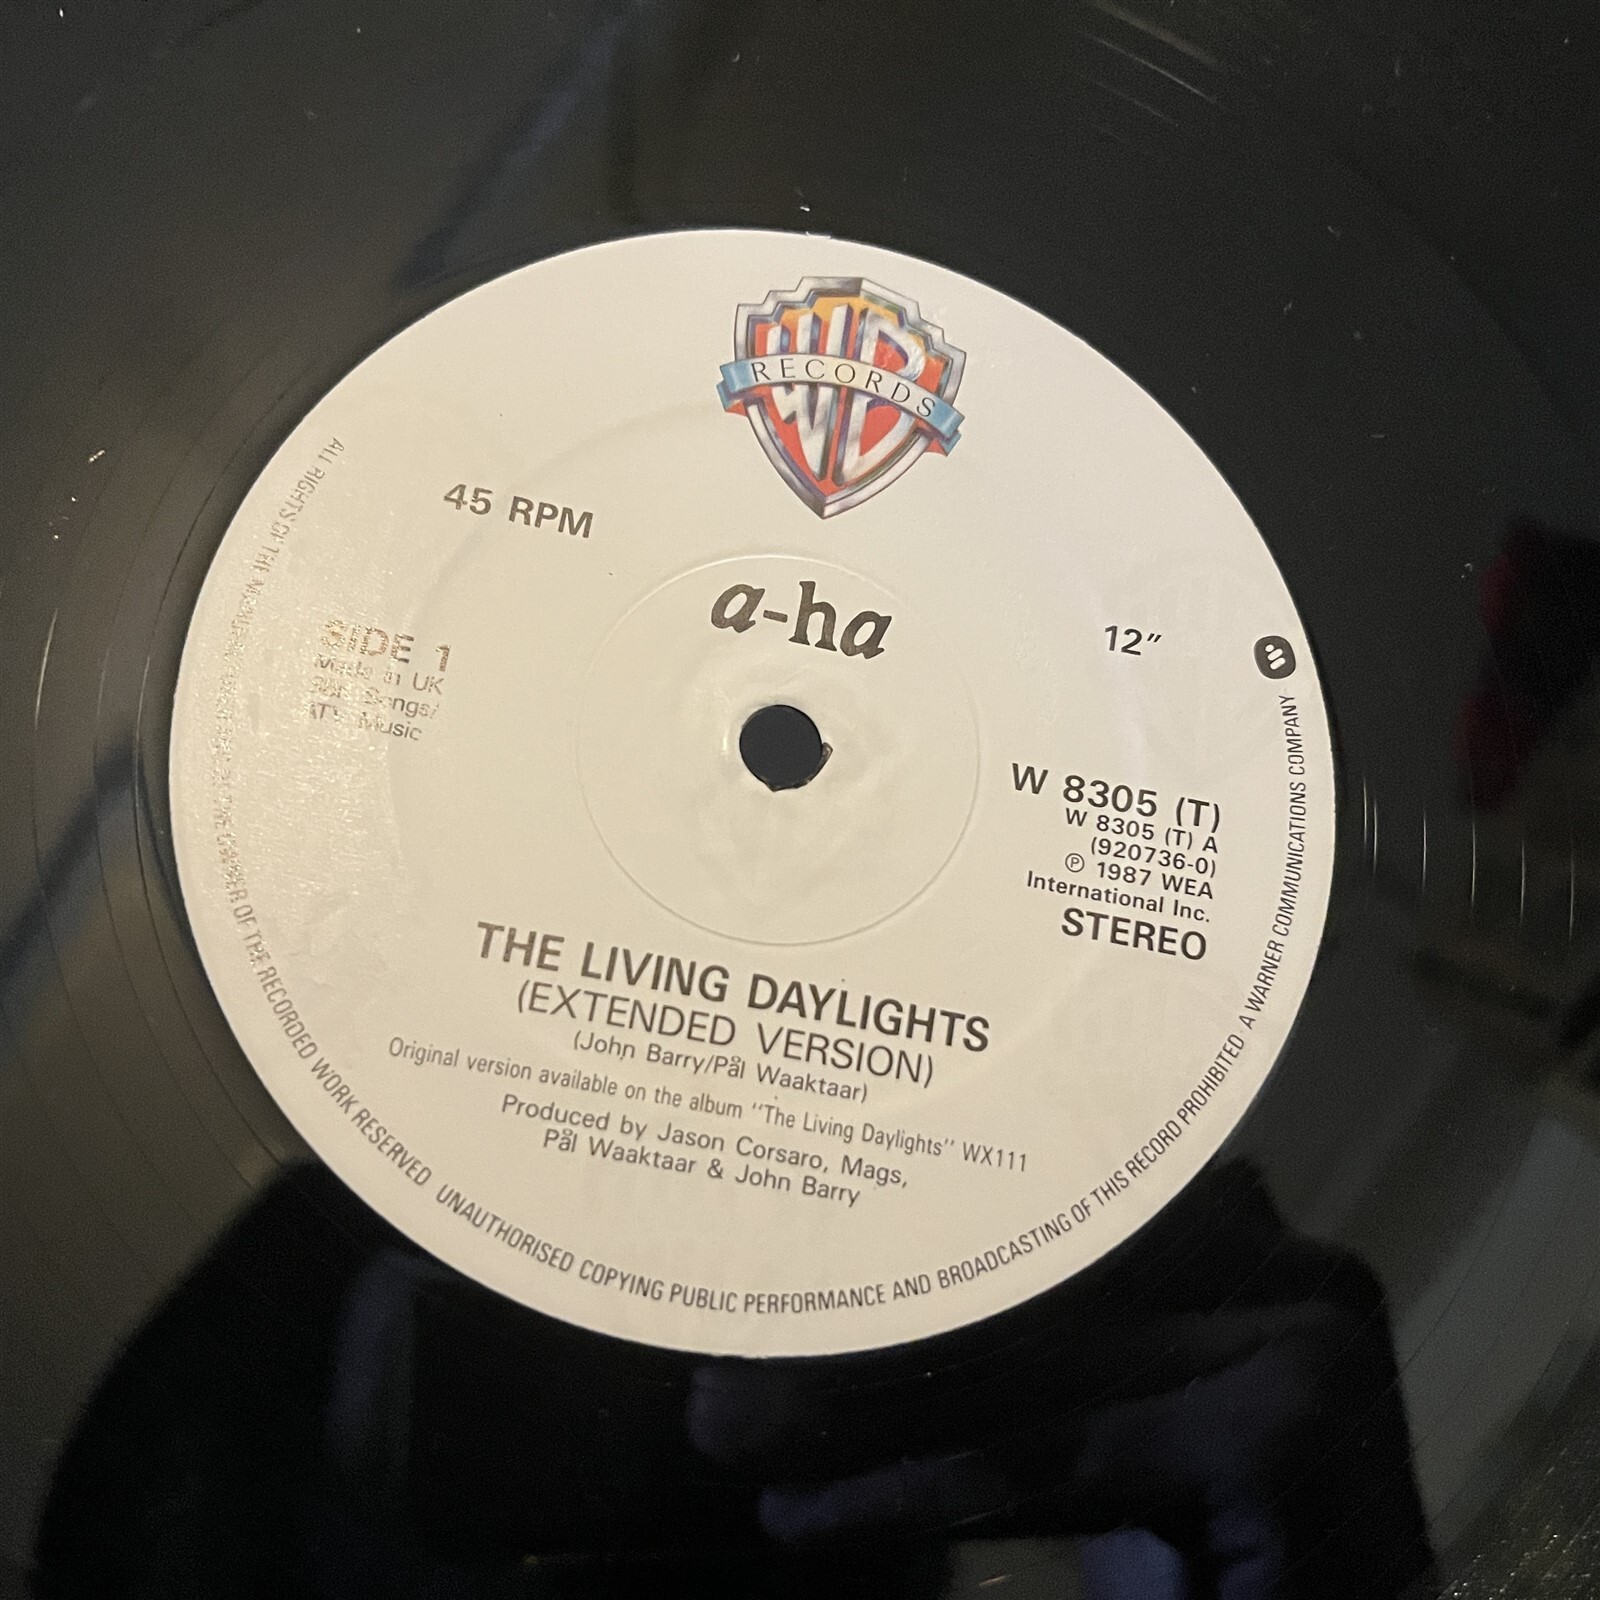 WB
RECORDS
45 RPM
a-ha
12”
SIDE 1
Made in UK
Songs/
ATV Music
W 8305 (T)
W 8305 (T) A
(920736-0)
℗ 1987 WEA
International Inc.
STEREO
THE LIVING DAYLIGHTS
(EXTENDED VERSION)
(John Barry/Pål Waaktaar)
Original version available on the album "The Living Daylights" WX111
Produced by Jason Corsaro, Mags,
Pål Waaktaar & John Barry
ALL RIGHTS OF THE OF THE RECORDED WORK RESERVED UNAUTHORISED COPYING PUBLIC PERFORMANCE AND BROADCASTING OF THIS RECORD PROHIBITED · A WARNER COMMUNICATIONS COMPANY